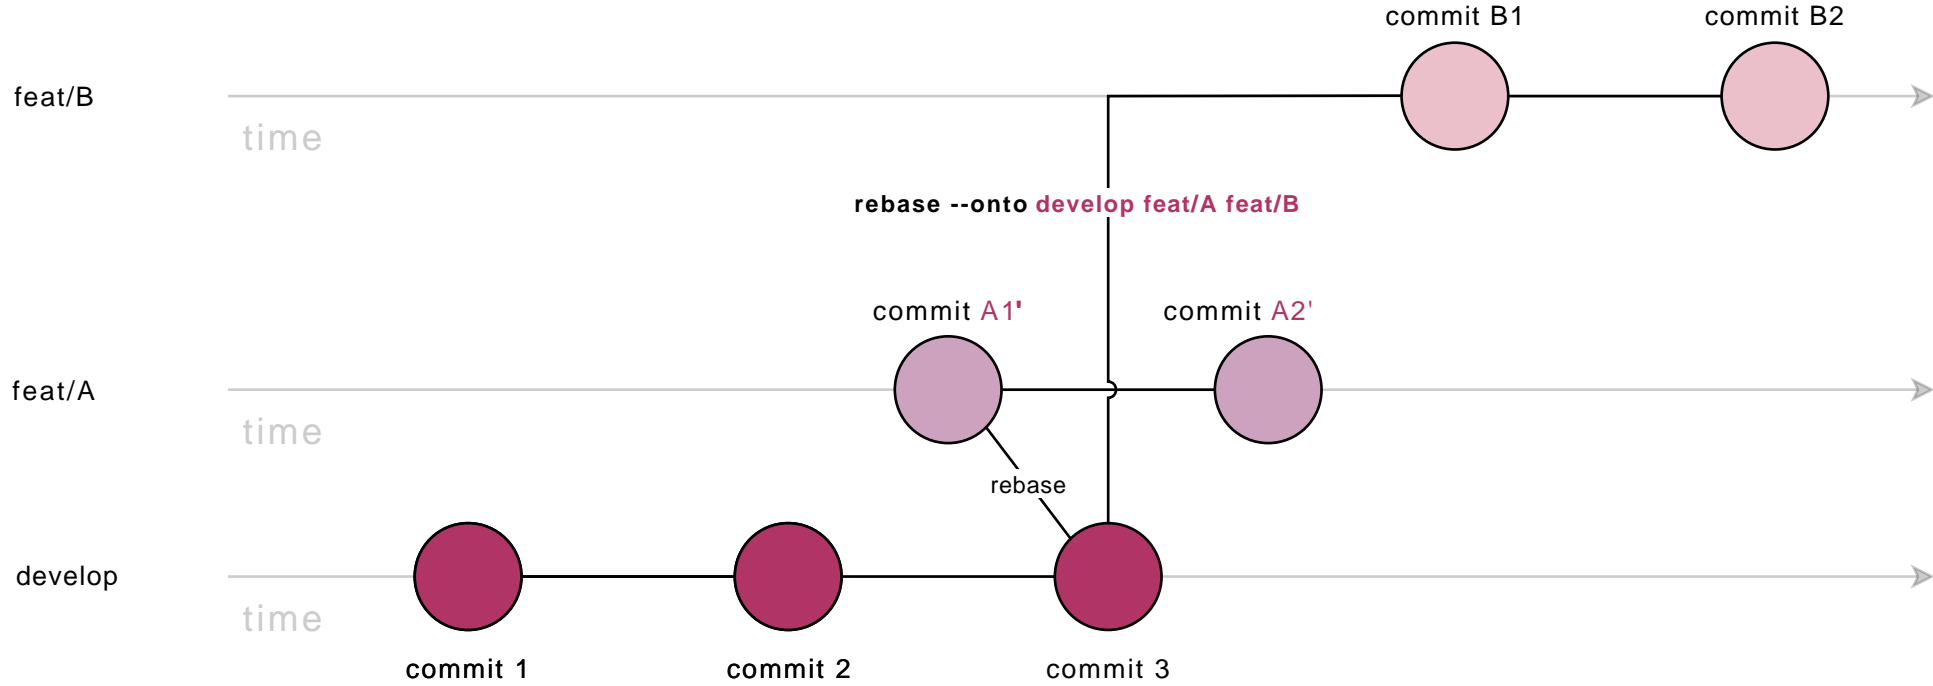 commit B1
commit B2
feat/B
time
rebase --onto develop feat/A feat/B
commit A1'
commit A2'
feat/A
time
rebase
develop
time
commit 1
commit 2
commit 3